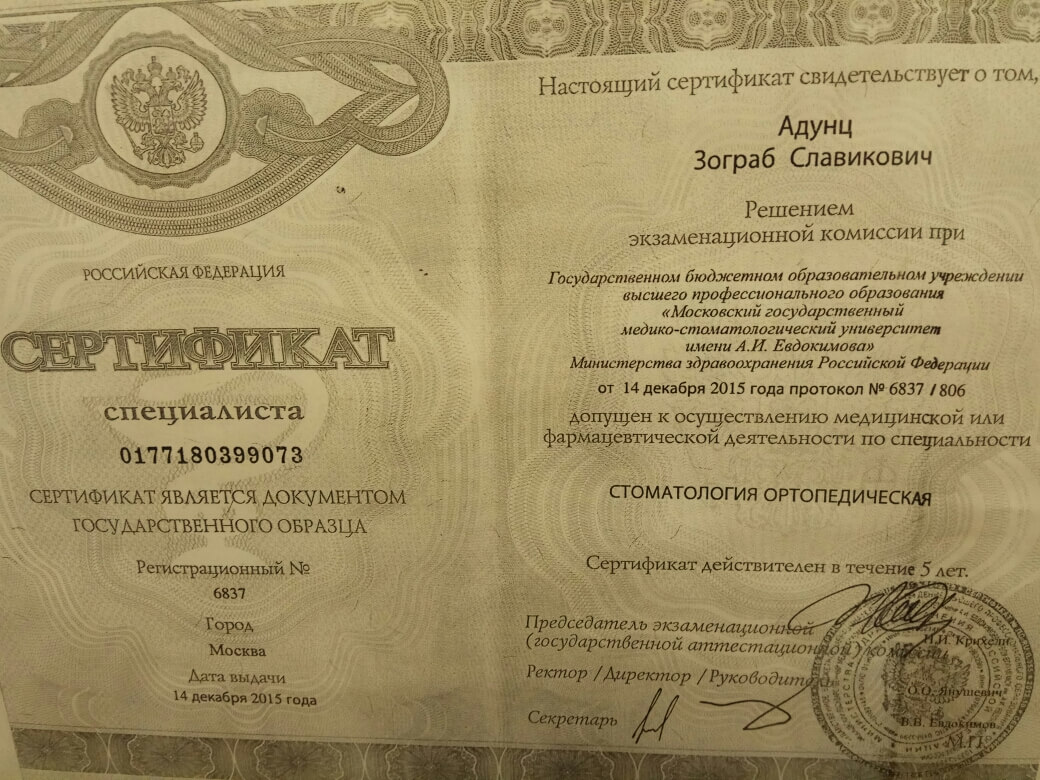 РОССИЙСКАЯ ФЕДЕРАЦИЯ
СЕРТИФИКАТ
специалиста
0177180399073
СЕРТИФИКАТ ЯВЛЯЕТСЯ ДОКУМЕНТОМ
ГОСУДАРСТВЕННОГО ОБРАЗЦА
Регистрационный №
6837
Город
Москва
Дата выдачи
14 декабря 2015 года
Настоящий сертификат свидетельствует о том,
Адунц
Зограб Славикович
Решением
экзаменационной комиссии при
Государственном бюджетном образовательном учреждении
высшего профессионального образования
«Московский государственный
медико-стоматологический университет
имени А.И. Евдокимова»
Министерства здравоохранения Российской Федерации
от 14 декабря 2015 года протокол № 6837 / 806
допущен к осуществлению медицинской или
фармацевтической деятельности по специальности
СТОМАТОЛОГИЯ ОРТОПЕДИЧЕСКАЯ
Сертификат действителен в течение 5 лет.
Председатель экзаменационной
(государственной аттестационной) комиссии
Н.И. Крихели
Ректор /Директор /Руководитель
О.О. Янушевич
Секретарь
В.В. Евдокимов
М.П.